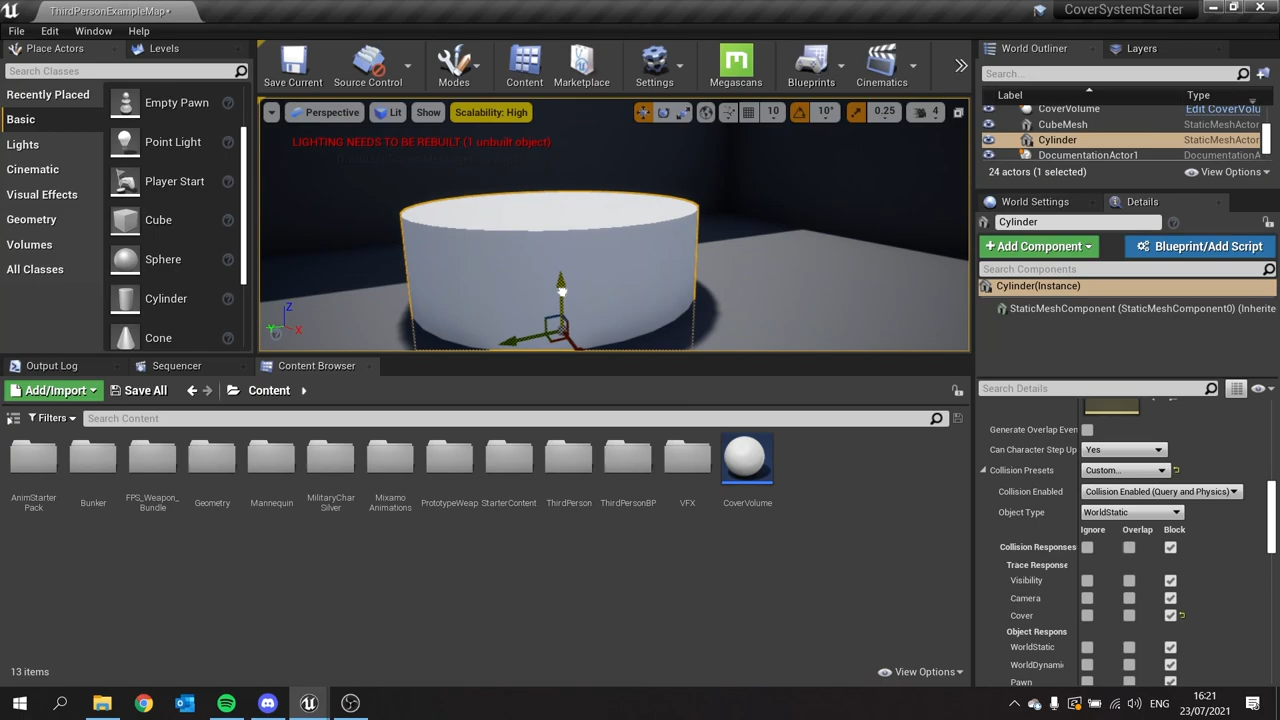 ThirdPersonExampleMap•
CoverSystemStarter
File
Edit
Window
Help
Place Actors
Levels
Search Classes
Recently Placed
Basic
Lights
Cinematic
Visual Effects
Geometry
Volumes
All Classes
Empty Pawn
Point Light
Player Start
Cube
Sphere
Cylinder
Cone
Save Current
Source Control
Modes
Content
Marketplace
Settings
Megascans
Blueprints
Cinematics
Perspective
Lit
Show
Scalability: High
10
10°
0.25
4
LIGHTING NEEDS TO BE REBUILT (1 unbuilt object)
Z
Y
X
World Outliner
Layers
Search...
Label
Type
CoverVolume
Edit CoverVolu
CubeMesh
StaticMeshActor
Cylinder
StaticMeshActor
DocumentationActor1
DocumentationA
24 actors (1 selected)
View Options
World Settings
Details
Cylinder
Add Component
Blueprint/Add Script
Search Components
Cylinder(Instance)
StaticMeshComponent (StaticMeshComponent0) (Inherite
Search Details
Generate Overlap Even
Can Character Step Up
Yes
Collision Presets
Custom...
Collision Enabled
Collision Enabled (Query and Physics)
Object Type
WorldStatic
Ignore
Overlap
Block
Collision Responses
Trace Response
Visibility
Camera
Cover
Object Respons
WorldStatic
WorldDynamic
Pawn
Output Log
Sequencer
Content Browser
Add/Import
Save All
Content
Filters
Search Content
AnimStarter
Pack
Bunker
FPS_Weapon_
Bundle
Geometry
Mannequin
MilitaryChar
Silver
Mixamo
Animations
PrototypeWeap
StarterContent
ThirdPerson
ThirdPersonBP
VFX
CoverVolume
13 items
View Options
ENG
16:21
23/07/2021